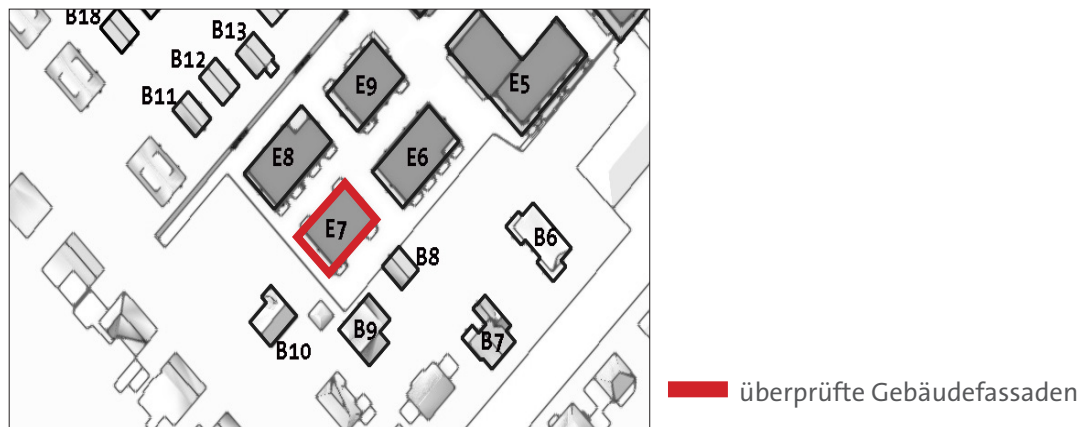 B18
B13
B12
B11
E9
E5
E8
E6
E7
B6
B8
B9
B7
B10
überprüfte Gebäudefassaden